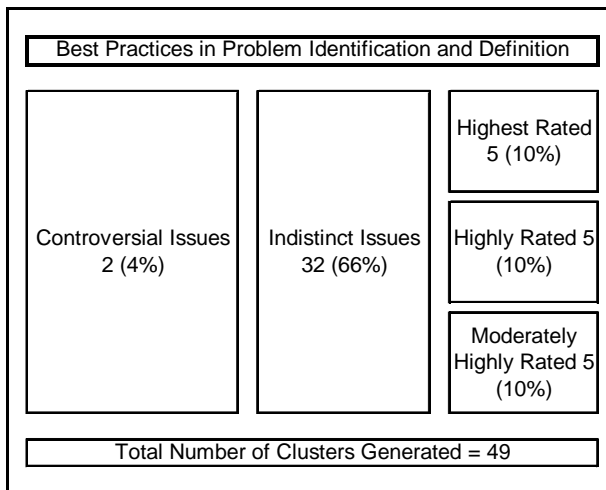 Best Practices in Problem Identification and Definition
Controversial Issues
2 (4%)
Indistinct Issues
32 (66%)
Highest Rated
5 (10%)
Highly Rated 5
(10%)
Moderately
Highly Rated 5
(10%)
Total Number of Clusters Generated = 49